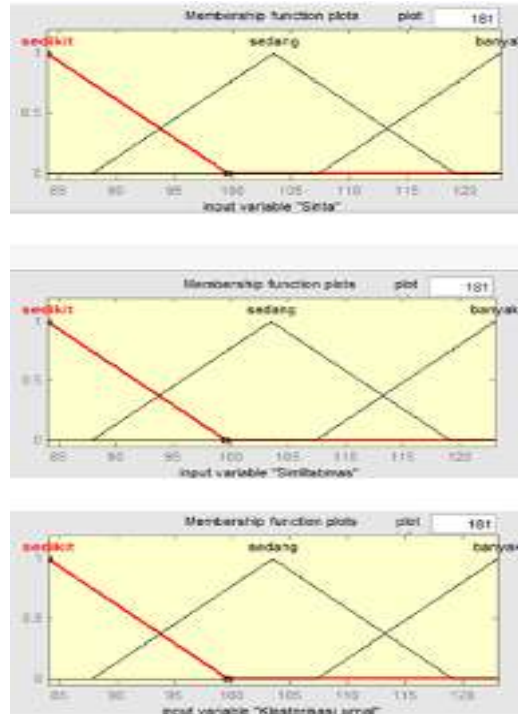 Membership function plots plot 181
sedikit sedang banyak
1
0.5
0
85 90 95 100 105 110 115 120
input variable "Sinta"
Membership function plots plot 181
sedikit sedang banyak
1
0.5
0
85 90 95 100 105 110 115 120
input variable "Simlitabmas"
Membership function plots plot 181
sedikit sedang banyak
1
0.5
0
85 90 95 100 105 110 115 120
input variable